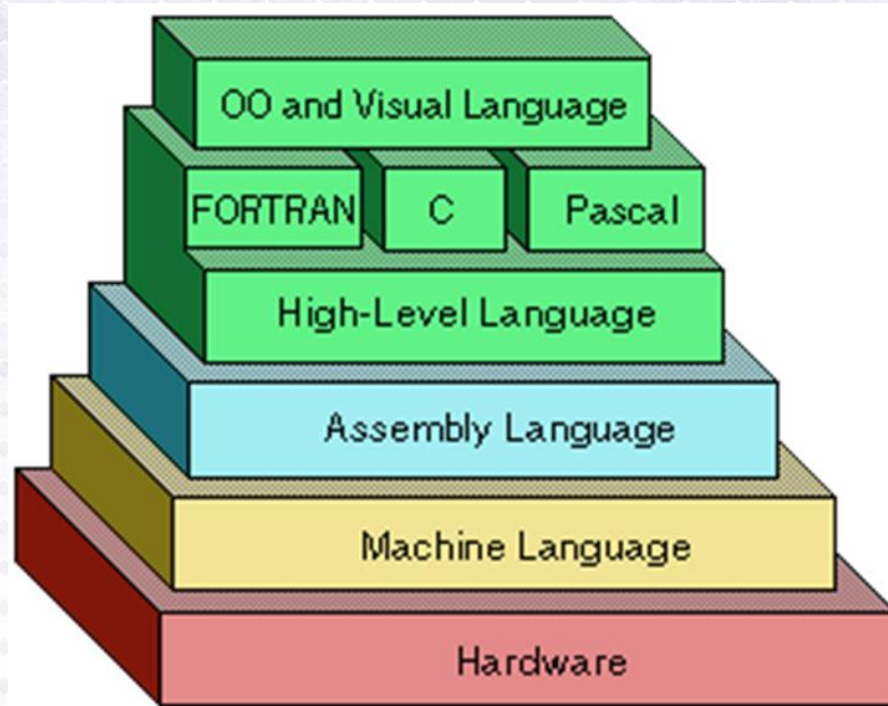 OO and Visual Language
FORTRAN C Pascal
High-Level Language
Assembly Language
Machine Language
Hardware